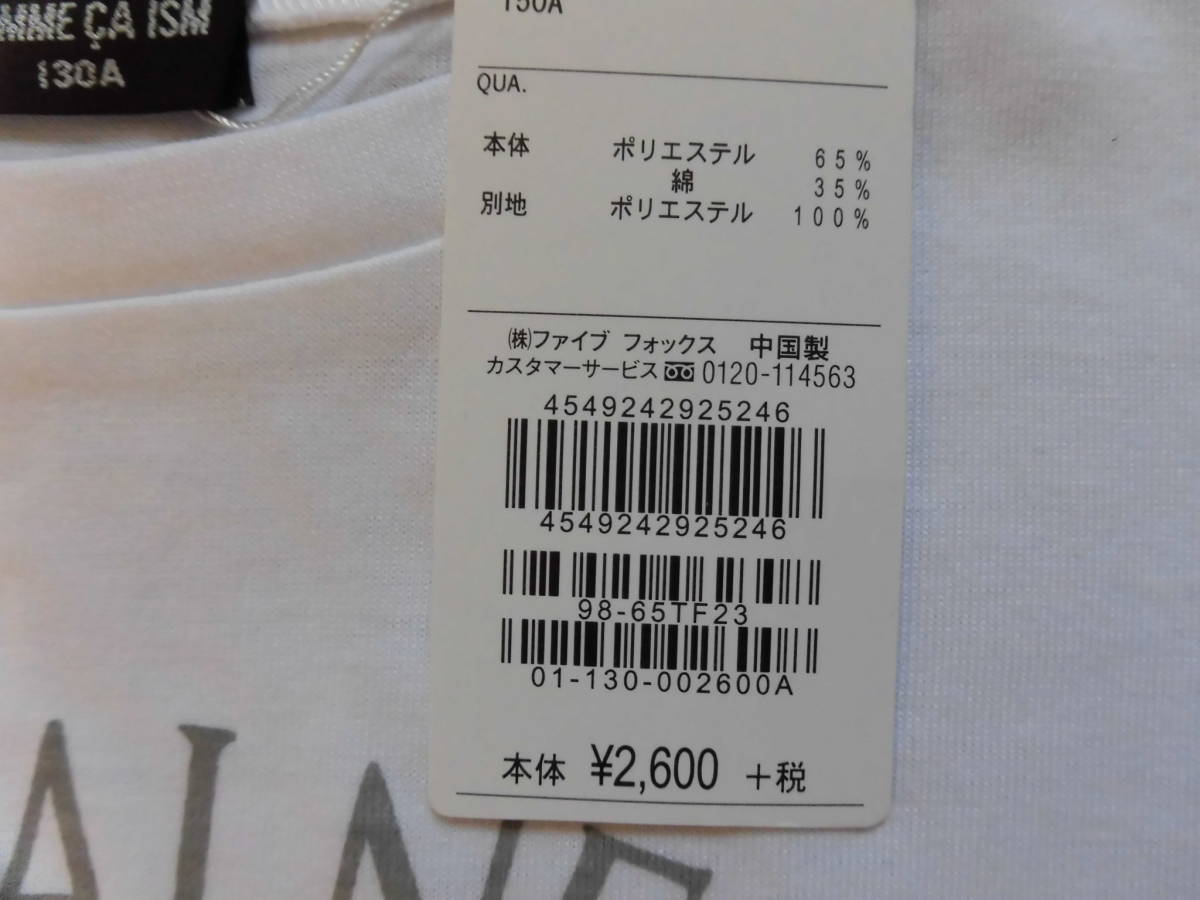 MME ÇA ISM
130A
QUA.
本体 ポリエステル 65%
綿 35%
別地 ポリエステル 100%
㈱ファイブ フォックス 中国製
カスタマーサービス 0120-114563
4549242925246
4549242925246
98-65TF23
01-130-002600A
本体 ¥2,600 +税